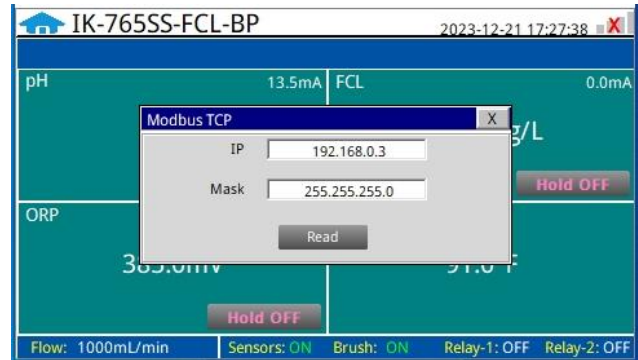 IK-765SS-FCL-BP
2023-12-21 17:27:38 X
pH 13.5mA
FCL 0.0mA
Modbus TCP X
IP 192.168.0.3
g/L
Mask 255.255.255.0
Hold OFF
Read
ORP
Hold OFF
Flow: 1000mL/min Sensors: ON Brush: ON Relay-1: OFF Relay-2: OFF